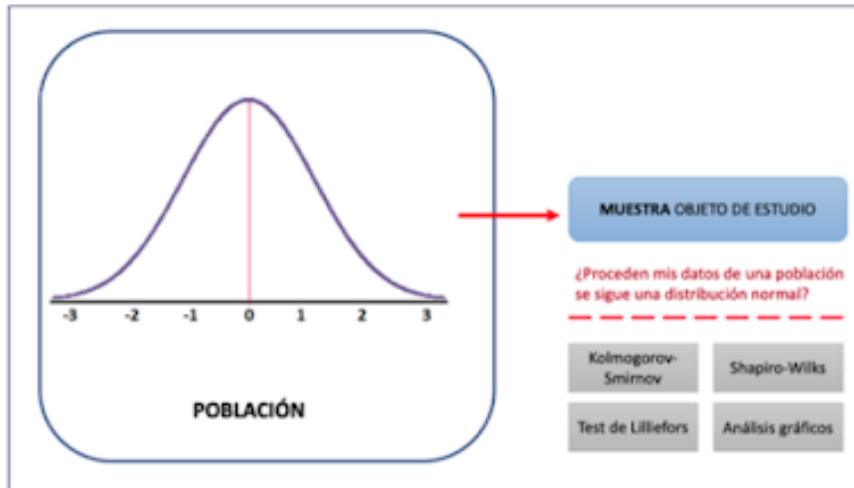 -3 -2 -1 0 1 2 3
POBLACIÓN
MUESTRA OBJETO DE ESTUDIO
¿Proceden mis datos de una población
se sigue una distribución normal?
Kolmogorov-
Smirnov
Shapiro-Wilks
Test de Lilliefors
Análisis gráficos